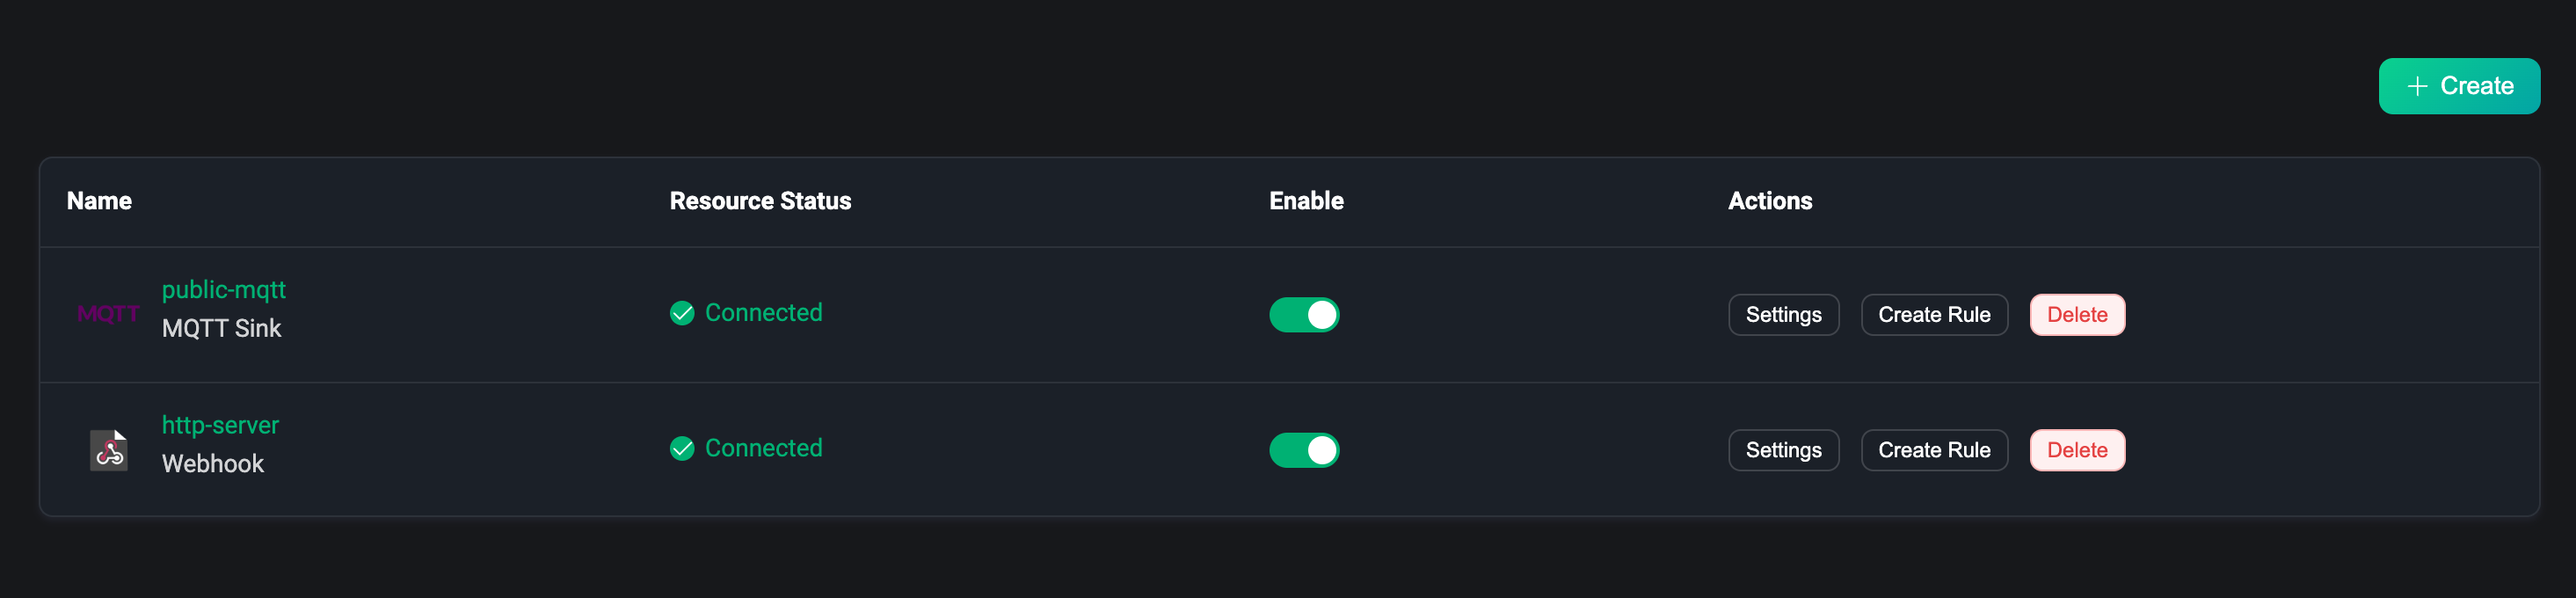 + Create
Name Resource Status Enable Actions
MQTT
public-mqtt
MQTT Sink
Connected
Settings Create Rule Delete
http-server
Webhook
Connected
Settings Create Rule Delete